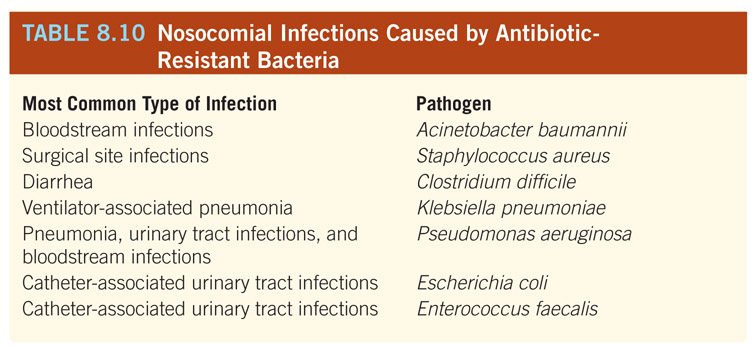 TABLE 8.10 Nosocomial Infections Caused by Antibiotic-
Resistant Bacteria
Most Common Type of Infection Pathogen
Bloodstream infections Acinetobacter baumannii
Surgical site infections Staphylococcus aureus
Diarrhea Clostridium difficile
Ventilator-associated pneumonia Klebsiella pneumoniae
Pneumonia, urinary tract infections, and Pseudomonas aeruginosa
bloodstream infections
Catheter-associated urinary tract infections Escherichia coli
Catheter-associated urinary tract infections Enterococcus faecalis